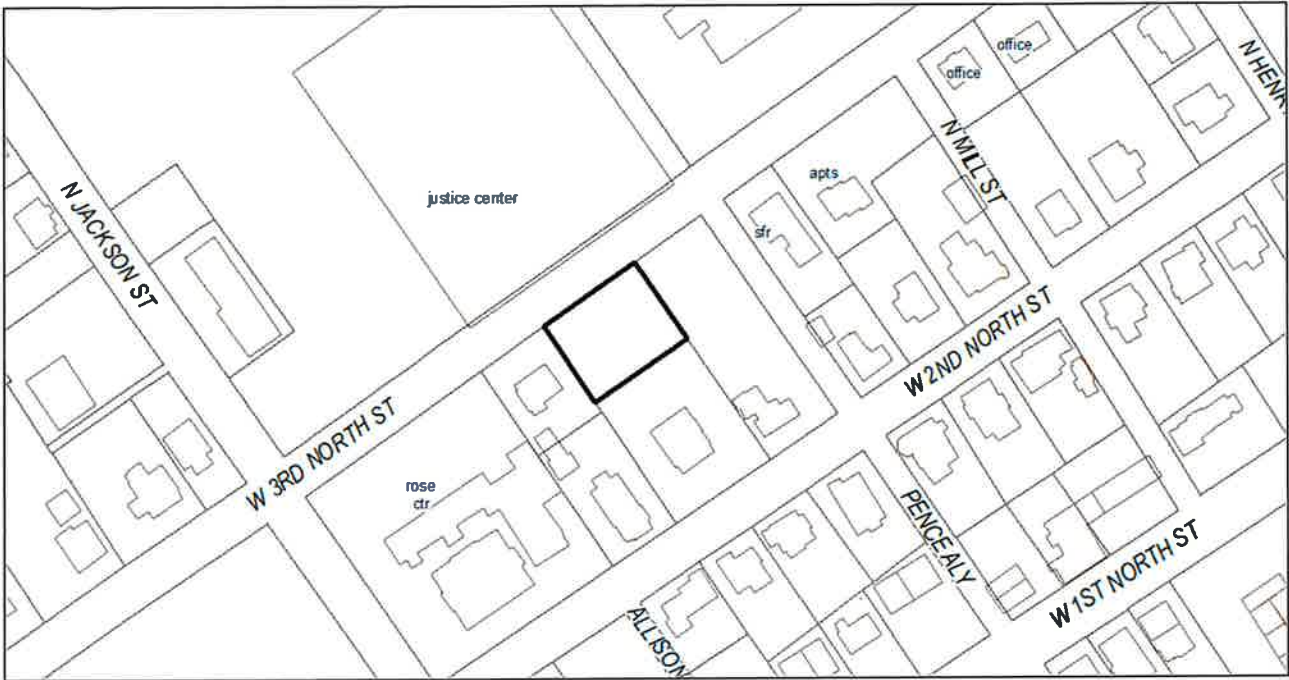 office
office
N HENR
N MILL ST
apts
justice center
N JACKSON ST
sfr
W 2ND NORTH ST
W 3RD NORTH ST
rose
ctr
PENCE ALY
W 1ST NORTH ST
ALLISON